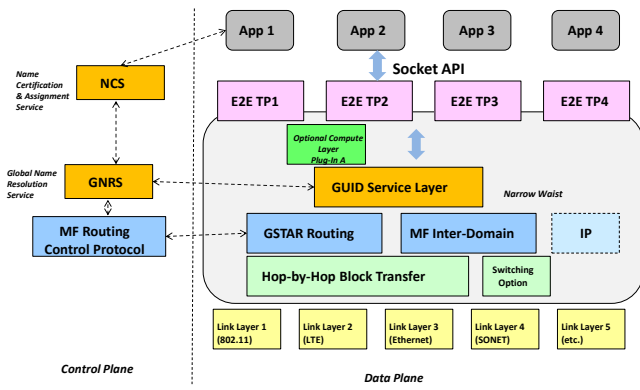 App 1
App 2
App 3
App 4
Socket API
Name
Certification
& Assignment
Service
NCS
E2E TP1
E2E TP2
E2E TP3
E2E TP4
Optional Compute
Layer
Plug-In A
Global Name
Resolution
Service
GNRS
GUID Service Layer
Narrow Waist
MF Routing
Control Protocol
GSTAR Routing
MF Inter-Domain
IP
Hop-by-Hop Block Transfer
Switching
Option
Link Layer 1
(802.11)
Link Layer 2
(LTE)
Link Layer 3
(Ethernet)
Link Layer 4
(SONET)
Link Layer 5
(etc.)
Control Plane
Data Plane